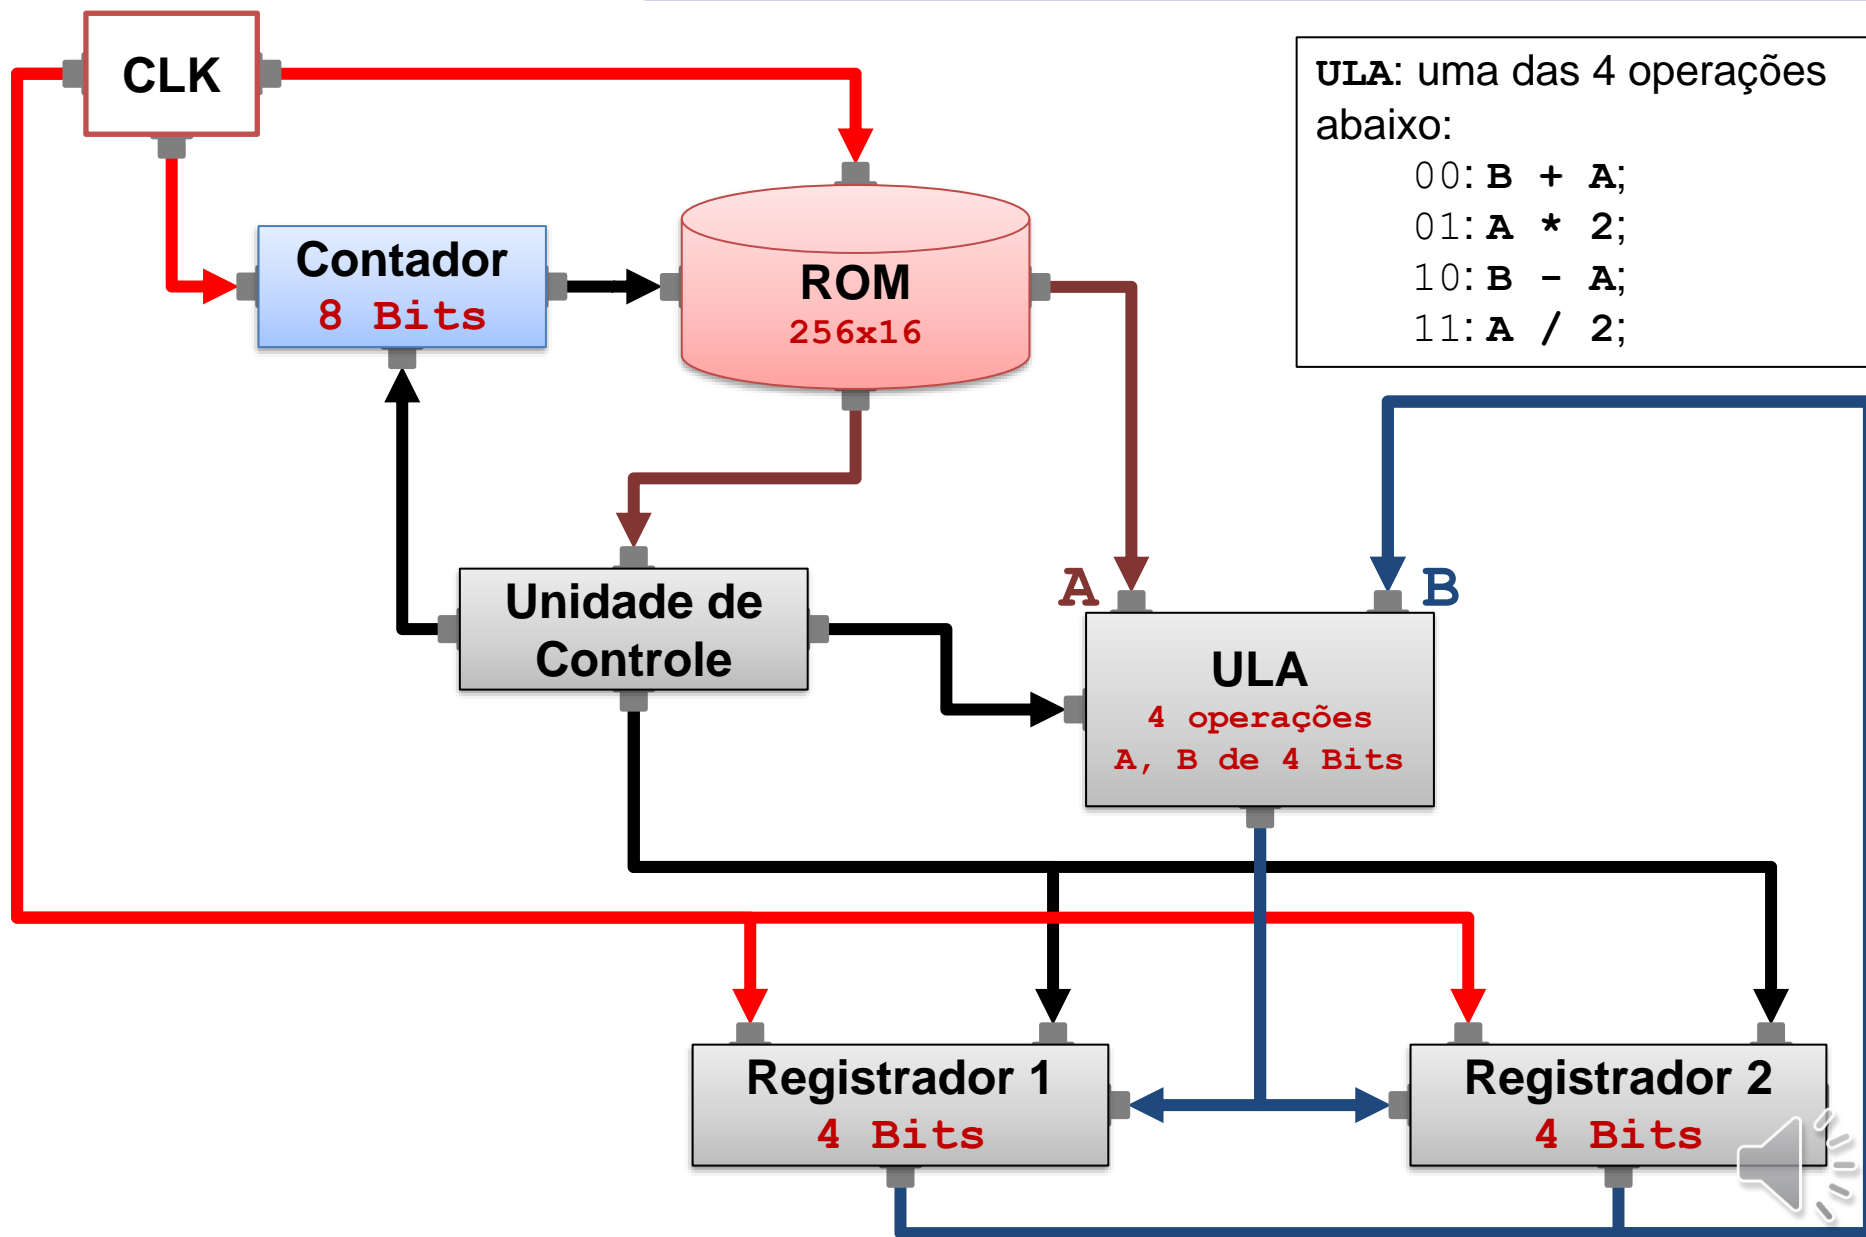 CLK
ULA: uma das 4 operações
abaixo:
00: B + A;
01: A * 2;
10: B - A;
11: A / 2;
Contador
8 Bits
ROM
256x16
Unidade de
Controle
A
B
ULA
4 operações
A, B de 4 Bits
Registrador 1
4 Bits
Registrador 2
4 Bits